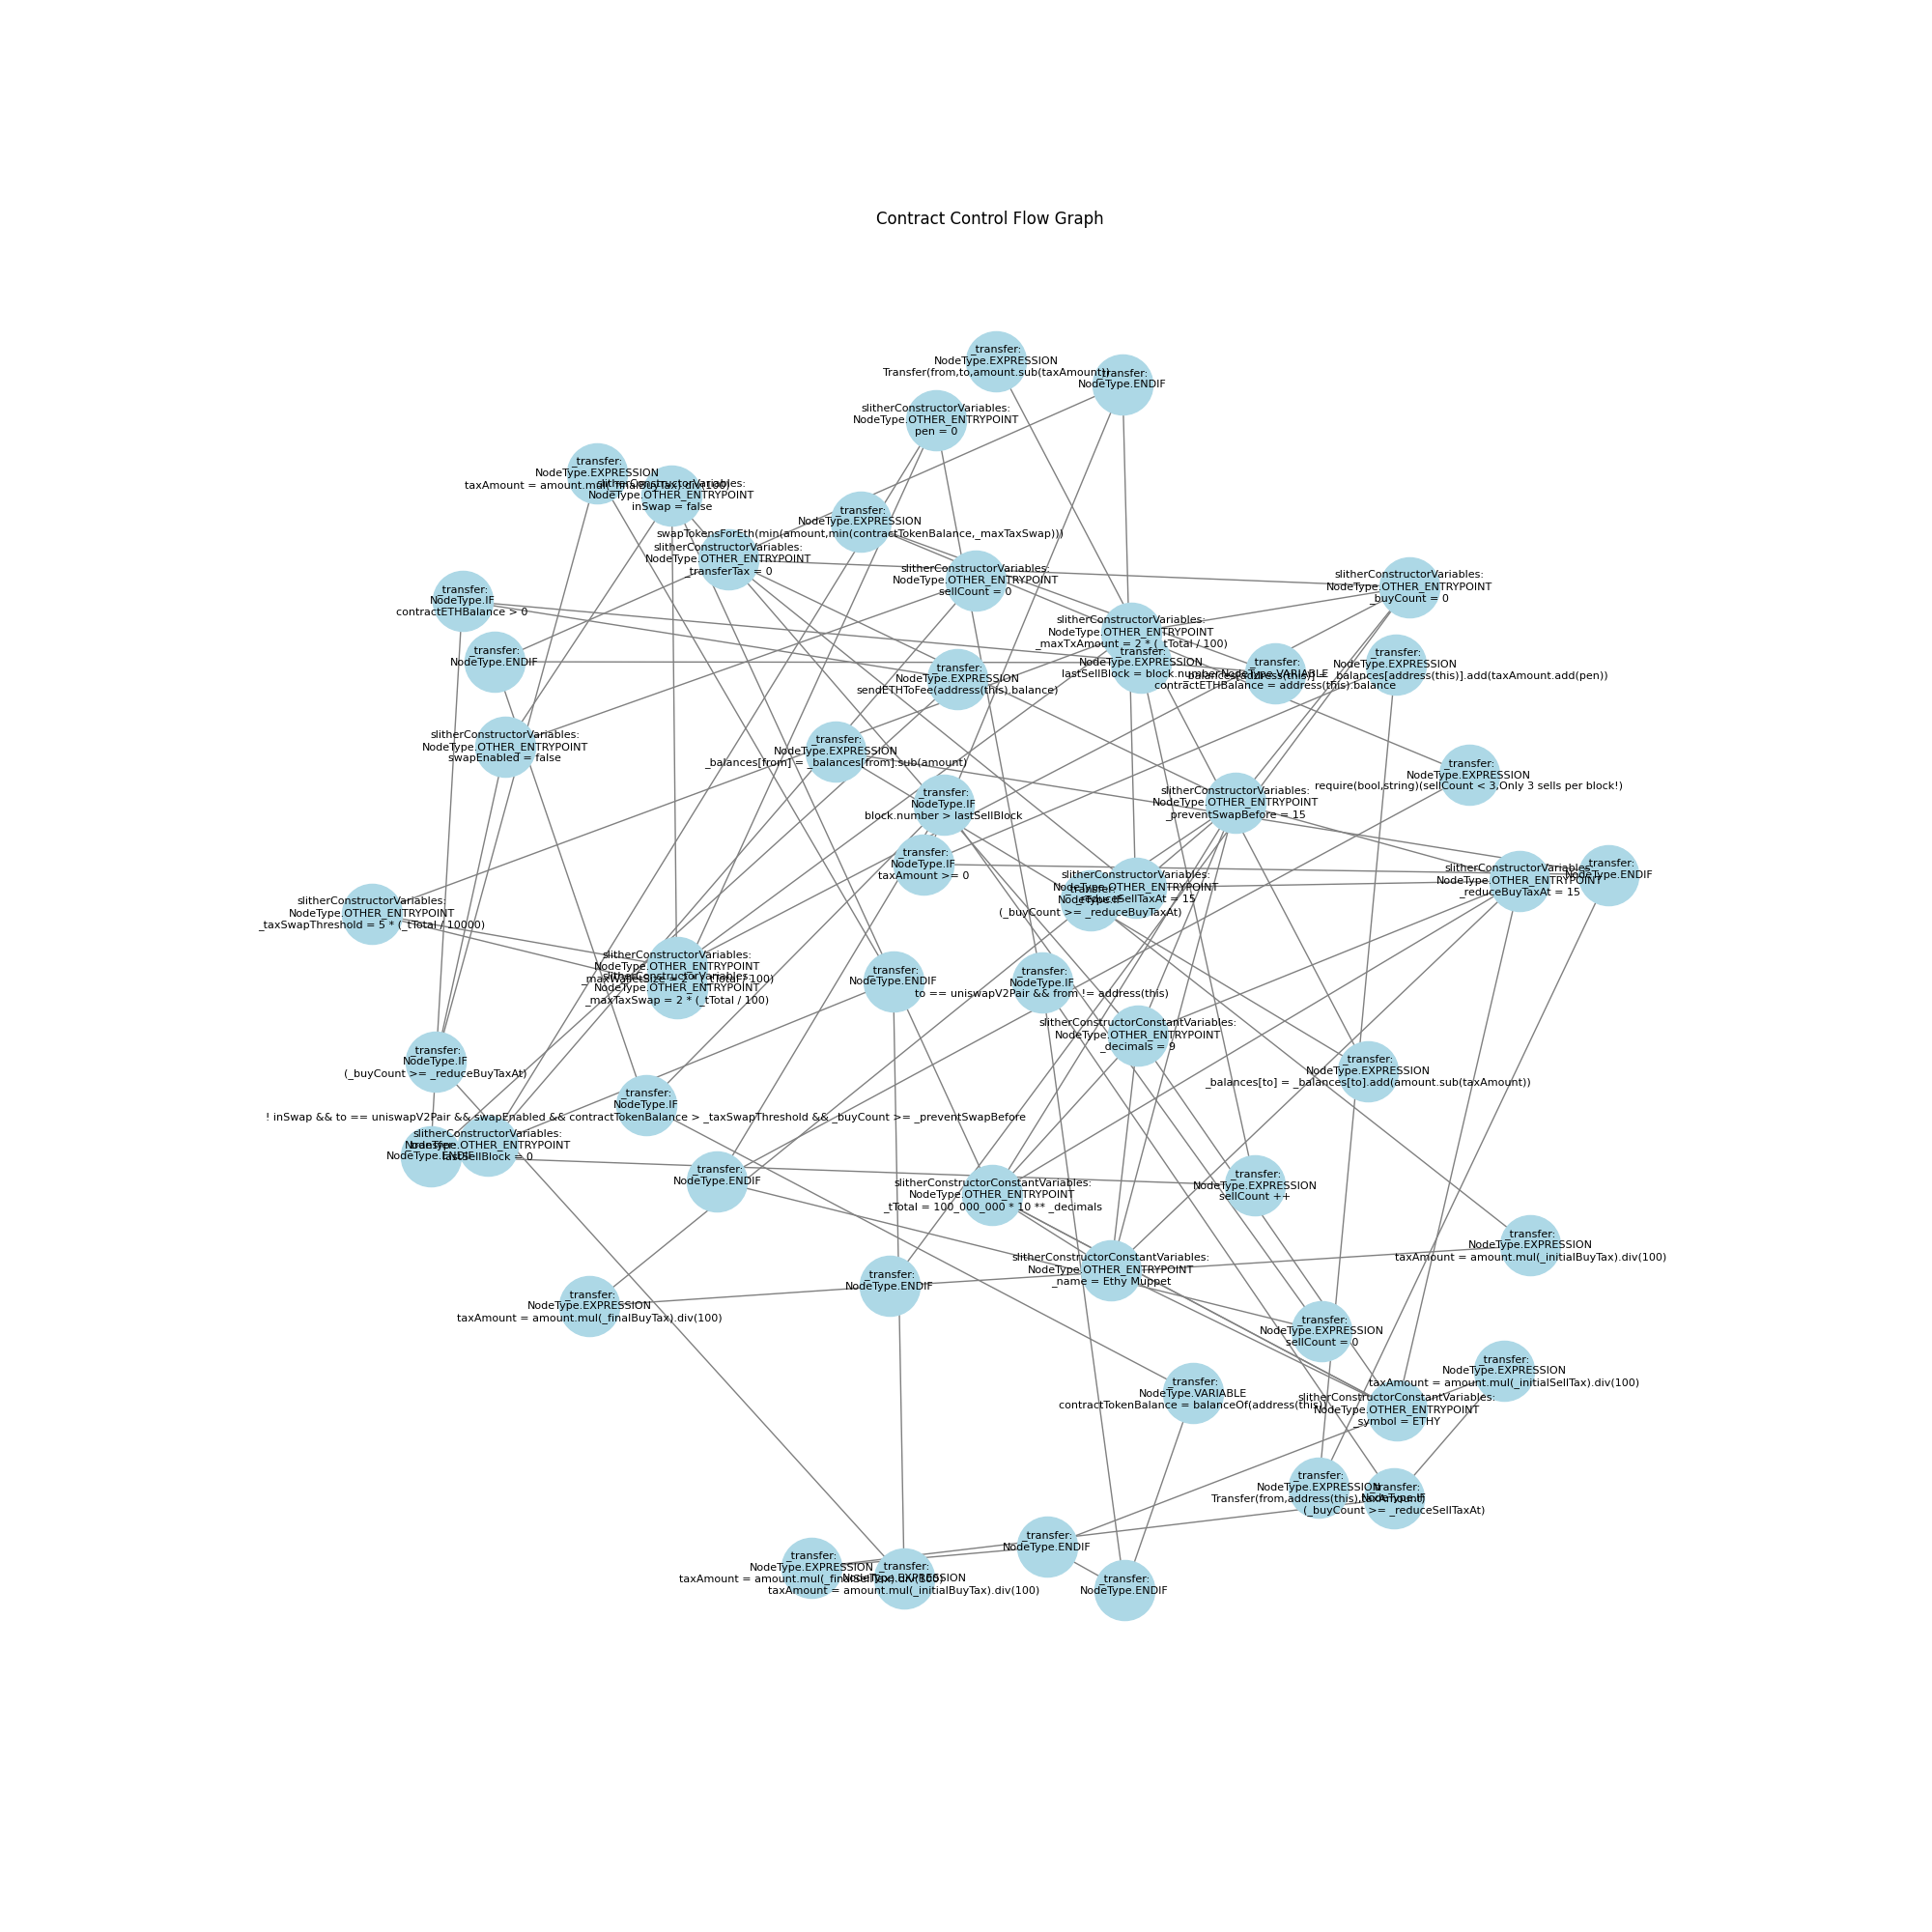 Contract Control Flow Graph
_transfer:
NodeType.EXPRESSION
Transfer(from,to,amount.sub(taxAmount))
_transfer:
NodeType.ENDIF
slitherConstructorVariables:
NodeType.OTHER_ENTRYPOINT
pen = 0
_transfer:
NodeType.EXPRESSION
taxAmount = amount.mul(_finalBuyTax).div(100)
slitherConstructorVariables:
NodeType.OTHER_ENTRYPOINT
inSwap = false
_transfer:
NodeType.EXPRESSION
swapTokensForEth(min(amount,min(contractTokenBalance,_maxTaxSwap)))
slitherConstructorVariables:
NodeType.OTHER_ENTRYPOINT
_transferTax = 0
slitherConstructorVariables:
NodeType.OTHER_ENTRYPOINT
sellCount = 0
slitherConstructorVariables:
NodeType.OTHER_ENTRYPOINT
_buyCount = 0
_transfer:
NodeType.IF
contractETHBalance > 0
slitherConstructorVariables:
NodeType.OTHER_ENTRYPOINT
_maxTxAmount = 2 * (_tTotal / 100)
_transfer:
NodeType.ENDIF
_transfer:
NodeType.EXPRESSION
lastSellBlock = block.number
_transfer:
NodeType.VARIABLE
contractETHBalance = address(this).balance
_transfer:
NodeType.EXPRESSION
_balances[address(this)] = _balances[address(this)].add(taxAmount.add(pen))
_transfer:
NodeType.EXPRESSION
sendETHToFee(address(this).balance)
slitherConstructorVariables:
NodeType.OTHER_ENTRYPOINT
swapEnabled = false
_transfer:
NodeType.EXPRESSION
_balances[from] = _balances[from].sub(amount)
_transfer:
NodeType.EXPRESSION
require(bool,string)(sellCount < 3,Only 3 sells per block!)
_transfer:
NodeType.IF
block.number > lastSellBlock
slitherConstructorVariables:
NodeType.OTHER_ENTRYPOINT
_preventSwapBefore = 15
_transfer:
NodeType.IF
taxAmount >= 0
slitherConstructorVariables:
NodeType.OTHER_ENTRYPOINT
_reduceSellTaxAt = 15
_transfer:
NodeType.IF
(_buyCount >= _reduceBuyTaxAt)
slitherConstructorVariables:
NodeType.OTHER_ENTRYPOINT
_reduceBuyTaxAt = 15
_transfer:
NodeType.ENDIF
slitherConstructorVariables:
NodeType.OTHER_ENTRYPOINT
_taxSwapThreshold = 5 * (_tTotal / 10000)
slitherConstructorVariables:
NodeType.OTHER_ENTRYPOINT
_maxWalletSize = 2 * (_tTotal / 100)
slitherConstructorVariables:
NodeType.OTHER_ENTRYPOINT
_maxTaxSwap = 2 * (_tTotal / 100)
_transfer:
NodeType.ENDIF
_transfer:
NodeType.IF
to == uniswapV2Pair && from != address(this)
slitherConstructorConstantVariables:
NodeType.OTHER_ENTRYPOINT
_decimals = 9
_transfer:
NodeType.IF
(_buyCount >= _reduceBuyTaxAt)
_transfer:
NodeType.EXPRESSION
_balances[to] = _balances[to].add(amount.sub(taxAmount))
_transfer:
NodeType.IF
! inSwap && to == uniswapV2Pair && swapEnabled && contractTokenBalance > _taxSwapThreshold && _buyCount >= _preventSwapBefore
_transfer:
NodeType.ENDIF
slitherConstructorVariables:
NodeType.OTHER_ENTRYPOINT
lastSellBlock = 0
_transfer:
NodeType.ENDIF
slitherConstructorConstantVariables:
NodeType.OTHER_ENTRYPOINT
_tTotal = 100_000_000 * 10 ** _decimals
_transfer:
NodeType.EXPRESSION
sellCount ++
_transfer:
NodeType.EXPRESSION
taxAmount = amount.mul(_initialBuyTax).div(100)
slitherConstructorConstantVariables:
NodeType.OTHER_ENTRYPOINT
_name = Ethy Muppet
_transfer:
NodeType.ENDIF
_transfer:
NodeType.EXPRESSION
taxAmount = amount.mul(_finalBuyTax).div(100)
_transfer:
NodeType.EXPRESSION
sellCount = 0
_transfer:
NodeType.EXPRESSION
taxAmount = amount.mul(_initialSellTax).div(100)
_transfer:
NodeType.VARIABLE
contractTokenBalance = balanceOf(address(this))
slitherConstructorConstantVariables:
NodeType.OTHER_ENTRYPOINT
_symbol = ETHY
_transfer:
NodeType.EXPRESSION
Transfer(from,address(this),taxAmount)
_transfer:
NodeType.IF
(_buyCount >= _reduceSellTaxAt)
_transfer:
NodeType.ENDIF
_transfer:
NodeType.EXPRESSION
taxAmount = amount.mul(_finalSellTax).div(100)
_transfer:
NodeType.EXPRESSION
taxAmount = amount.mul(_initialBuyTax).div(100)
_transfer:
NodeType.ENDIF